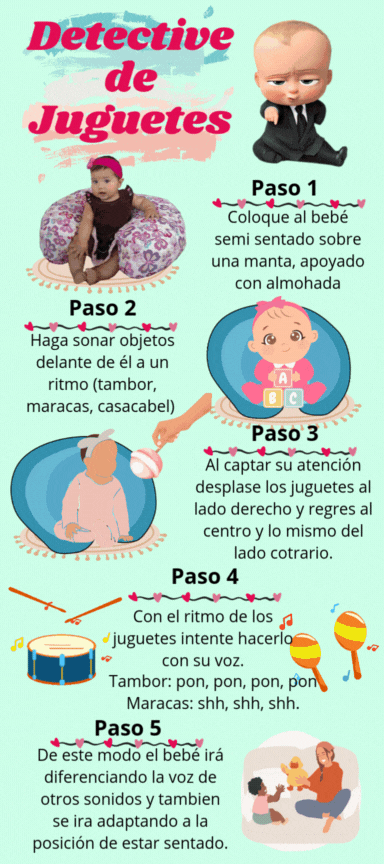 Detective
de
Juguetes
Paso 1
Coloque al bebé
semi sentado sobre
una manta, apoyado
con almohada
Paso 2
Haga sonar objetos
delante de él a un
ritmo (tambor,
maracas, casacabel)
A
B C
Paso 3
Al captar su atención
desplase los juguetes al
lado derecho y regres al
centro y lo mismo del
lado cotrario.
Paso 4
Con el ritmo de los
juguetes intente hacerlo
con su voz.
Tambor: pon, pon, pon, pon
Maracas: shh, shh, shh.
Paso 5
De este modo el bebé irá
diferenciando la voz de
otros sonidos y tambien
se ira adaptando a la
posición de estar sentado.